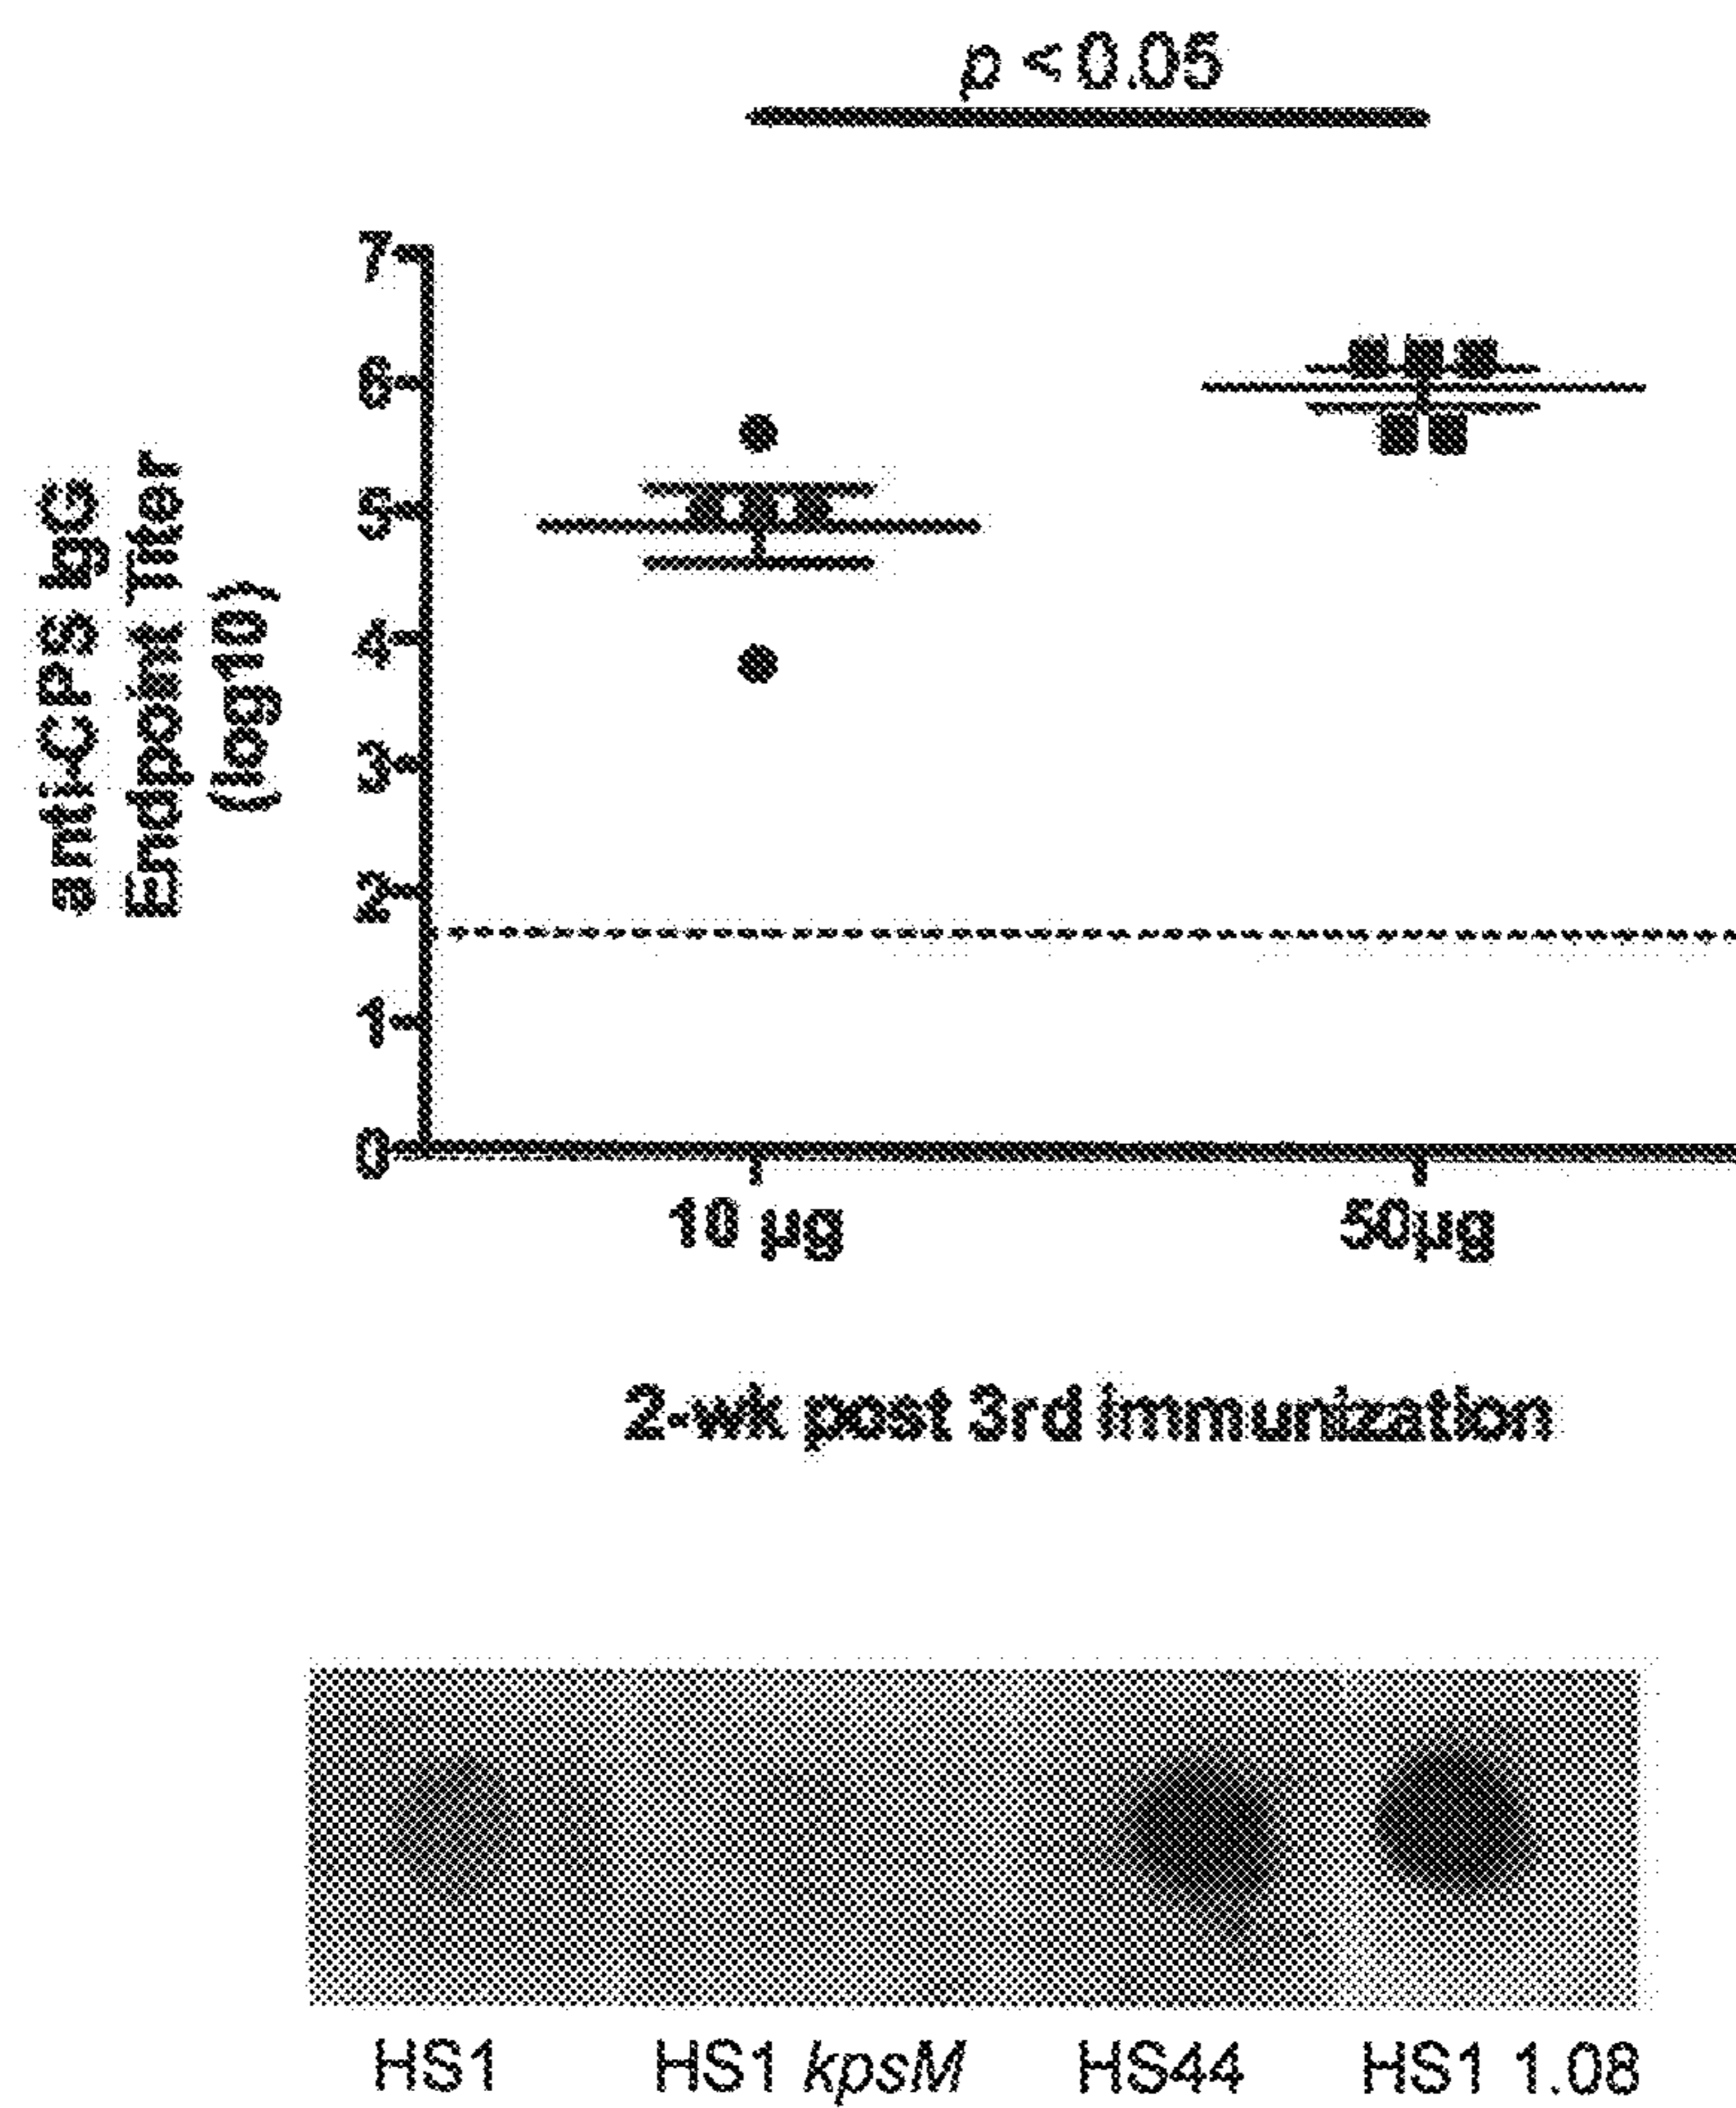 p < 0.05
anti-CPS IgG
Endpoint Titer
(log10)
7
6
5
4
3
2
1
0
10 µg
50µg
2-wk post 3rd immunization
HS1
HS1 kpsM
HS44
HS1 1.08